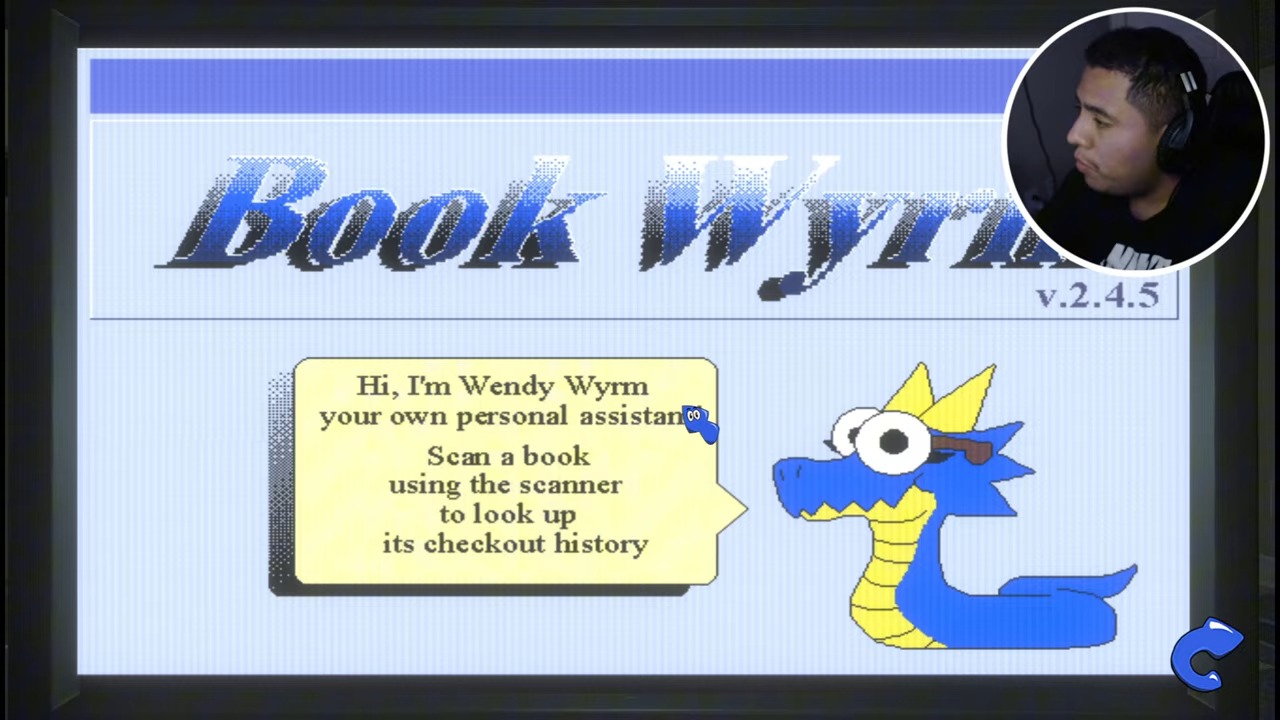 Book Wyrm
v.2.4.5
Hi, I'm Wendy Wyrm
your own personal assistant
Scan a book
using the scanner
to look up
its checkout history